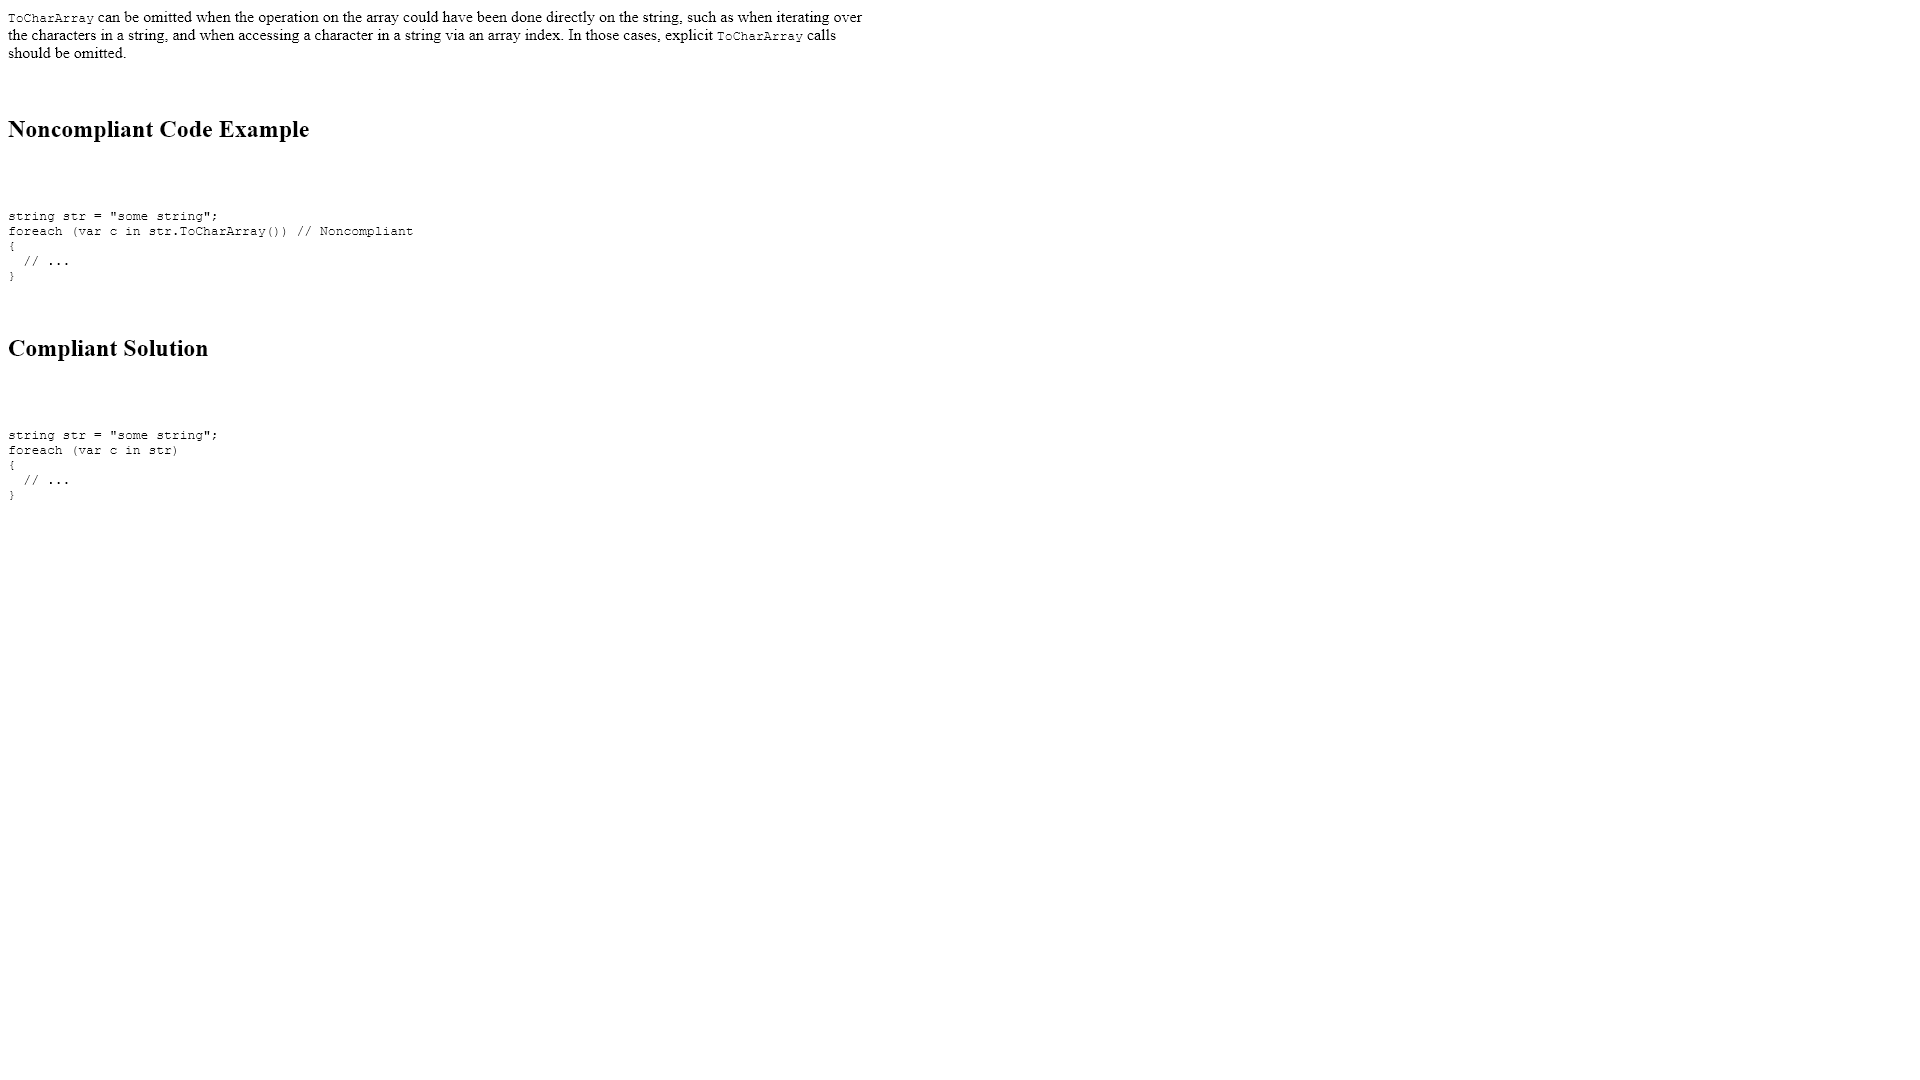 ToCharArray can be omitted when the operation on the array could have been done directly on the string, such as when iterating over
the characters in a string, and when accessing a character in a string via an array index. In those cases, explicit ToCharArray calls
should be omitted.
Noncompliant Code Example
string str = "some string";
foreach (var c in str.ToCharArray()) // Noncompliant
{
  // ...
}
Compliant Solution
string str = "some string";
foreach (var c in str)
{
  // ...
}